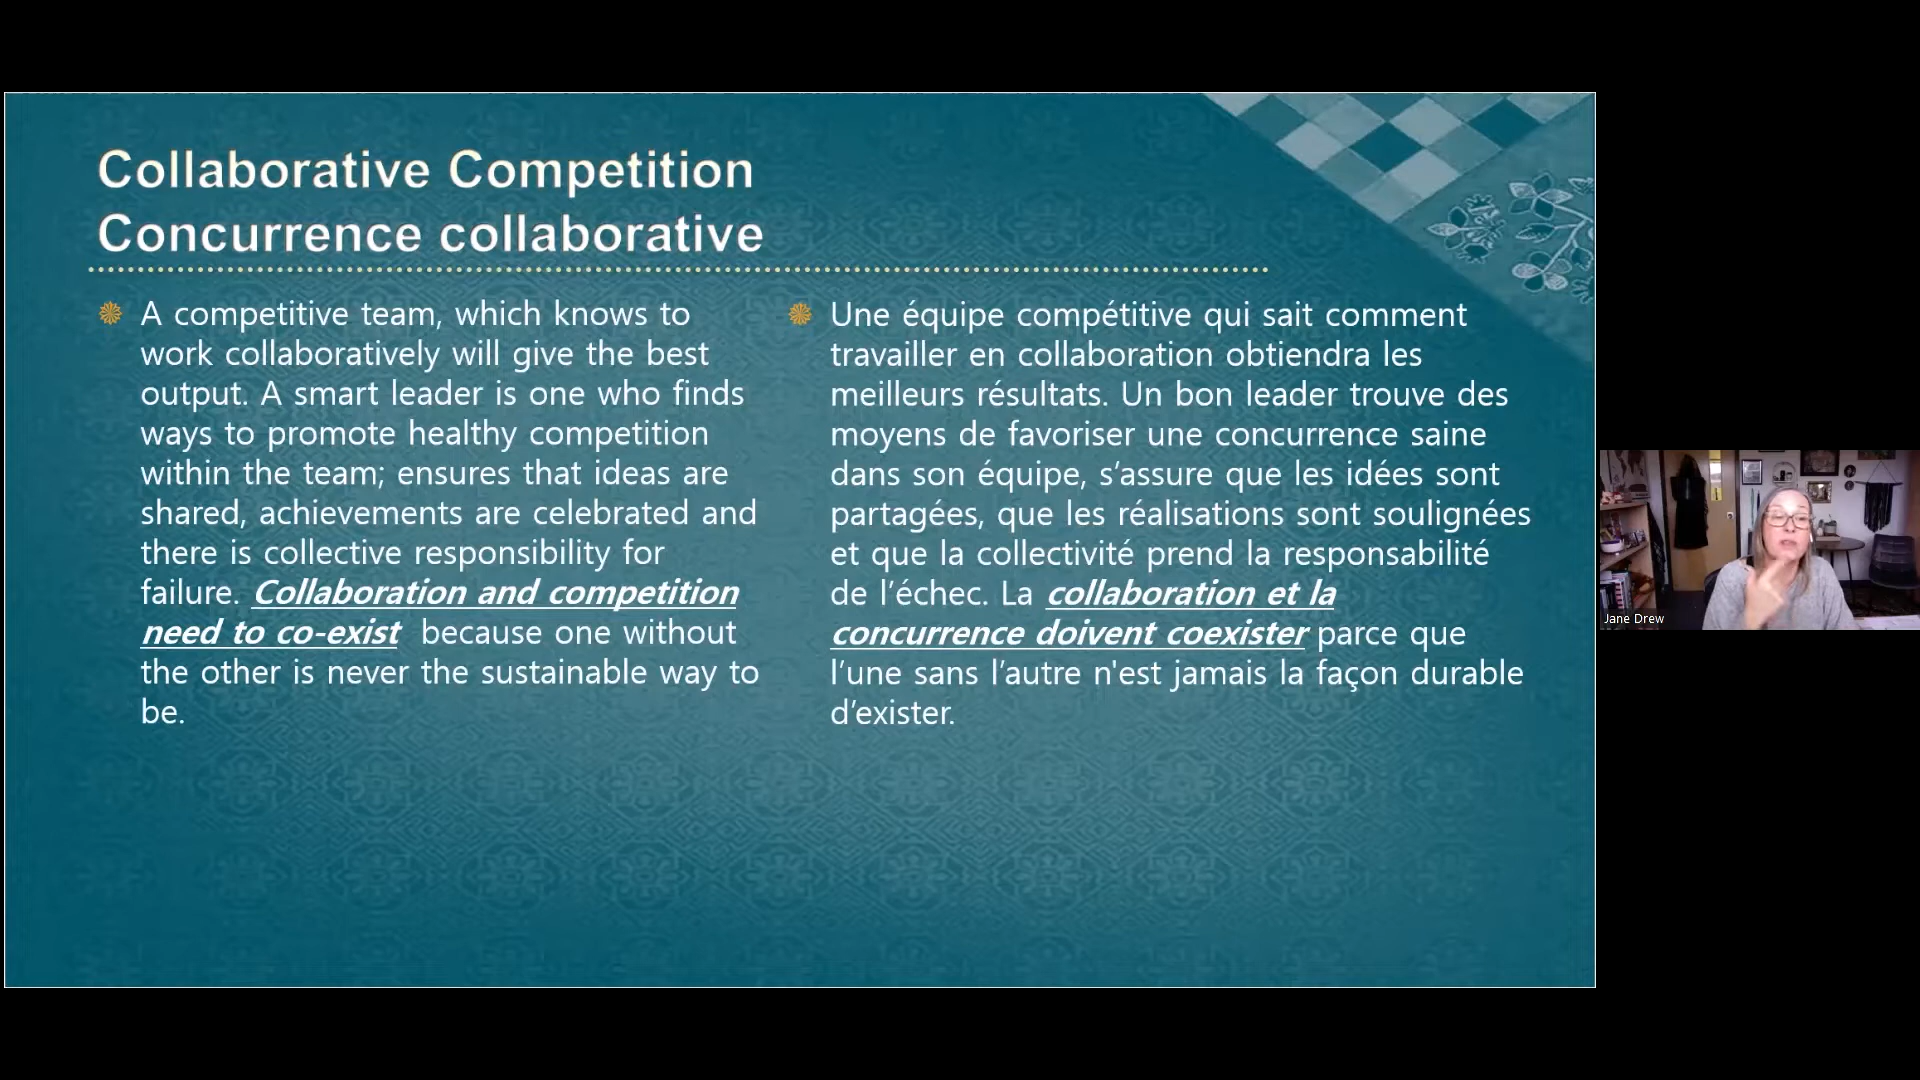 Collaborative Competition
Concurrence collaborative
A competitive team, which knows to
work collaboratively will give the best
output. A smart leader is one who finds
ways to promote healthy competition
within the team; ensures that ideas are
shared, achievements are celebrated and
there is collective responsibility for
failure. Collaboration and competition
need to co-exist because one without
the other is never the sustainable way to
be.
Une équipe compétitive qui sait comment
travailler en collaboration obtiendra les
meilleurs résultats. Un bon leader trouve des
moyens de favoriser une concurrence saine
dans son équipe, s’assure que les idées sont
partagées, que les réalisations sont soulignées
et que la collectivité prend la responsabilité
de l’échec. La collaboration et la
concurrence doivent coexister parce que
l’une sans l’autre n'est jamais la façon durable
d’exister.
Jane Drew